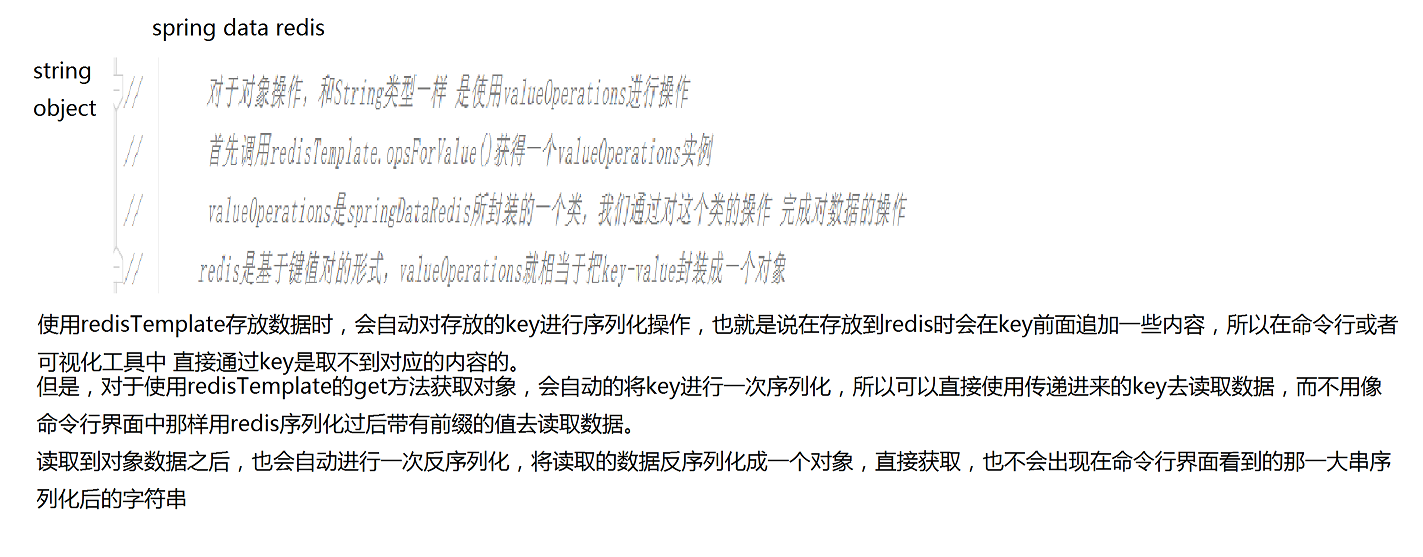 spring data redis
string
object
// 对于对象操作，和String类型一样 是使用valueOperations进行操作
// 首先调用redisTemplate.opsForValue()获得一个valueOperations实例
// valueOperations是springDataRedis所封装的一个类，我们通过对这个类的操作 完成对数据的操作
// redis是基于键值对的形式，valueOperations就相当于把key-value封装成一个对象
使用redisTemplate存放数据时，会自动对存放的key进行序列化操作，也就是说在存放到redis时会在key前面追加一些内容，所以在命令行或者
可视化工具中 直接通过key是取不到对应的内容的。
但是，对于使用redisTemplate的get方法获取对象，会自动的将key进行一次序列化，所以可以直接使用传递进来的key去读取数据，而不用像
命令行界面中那样用redis序列化过后带有前缀的值去读取数据。
读取到对象数据之后，也会自动进行一次反序列化，将读取的数据反序列化成一个对象，直接获取，也不会出现在命令行界面看到的那一大串序
列化后的字符串